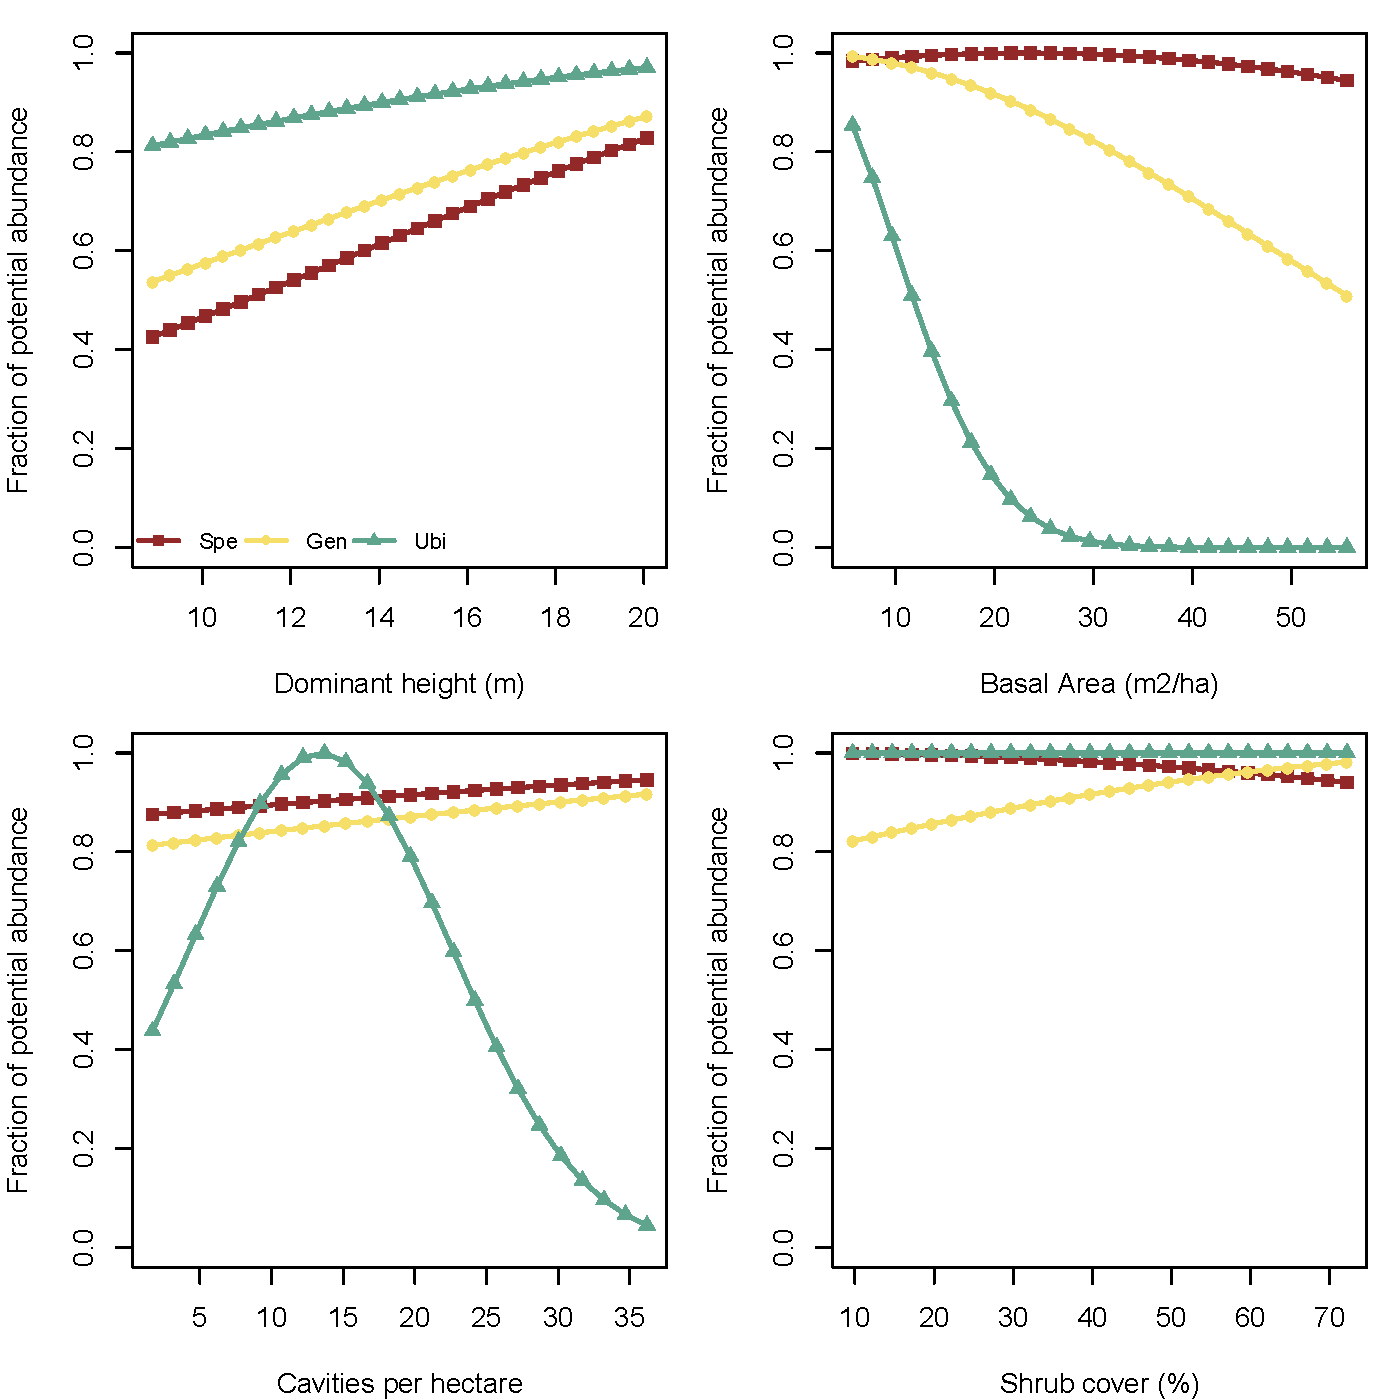 Fraction of potential abundance
1.0
0.8
0.6
0.4
0.2
0.0
Spe Gen Ubi
10 12 14 16 18 20
Dominant height (m)
Fraction of potential abundance
1.0
0.8
0.6
0.4
0.2
0.0
10 20 30 40 50
Basal Area (m2/ha)
Fraction of potential abundance
1.0
0.8
0.6
0.4
0.2
0.0
5 10 15 20 25 30 35
Cavities per hectare
Fraction of potential abundance
1.0
0.8
0.6
0.4
0.2
0.0
10 20 30 40 50 60 70
Shrub cover (%)